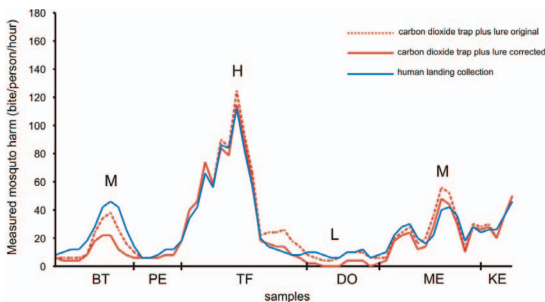 Measured mosquto harm (bite/person/hour)
180
160
140
120
100
80
60
40
20
0
carbon dioxide trap plus lure original
carbon dioxide trap plus lure corrected
human landing collection
M
H
L
M
BT PE TF DO ME KE
samples